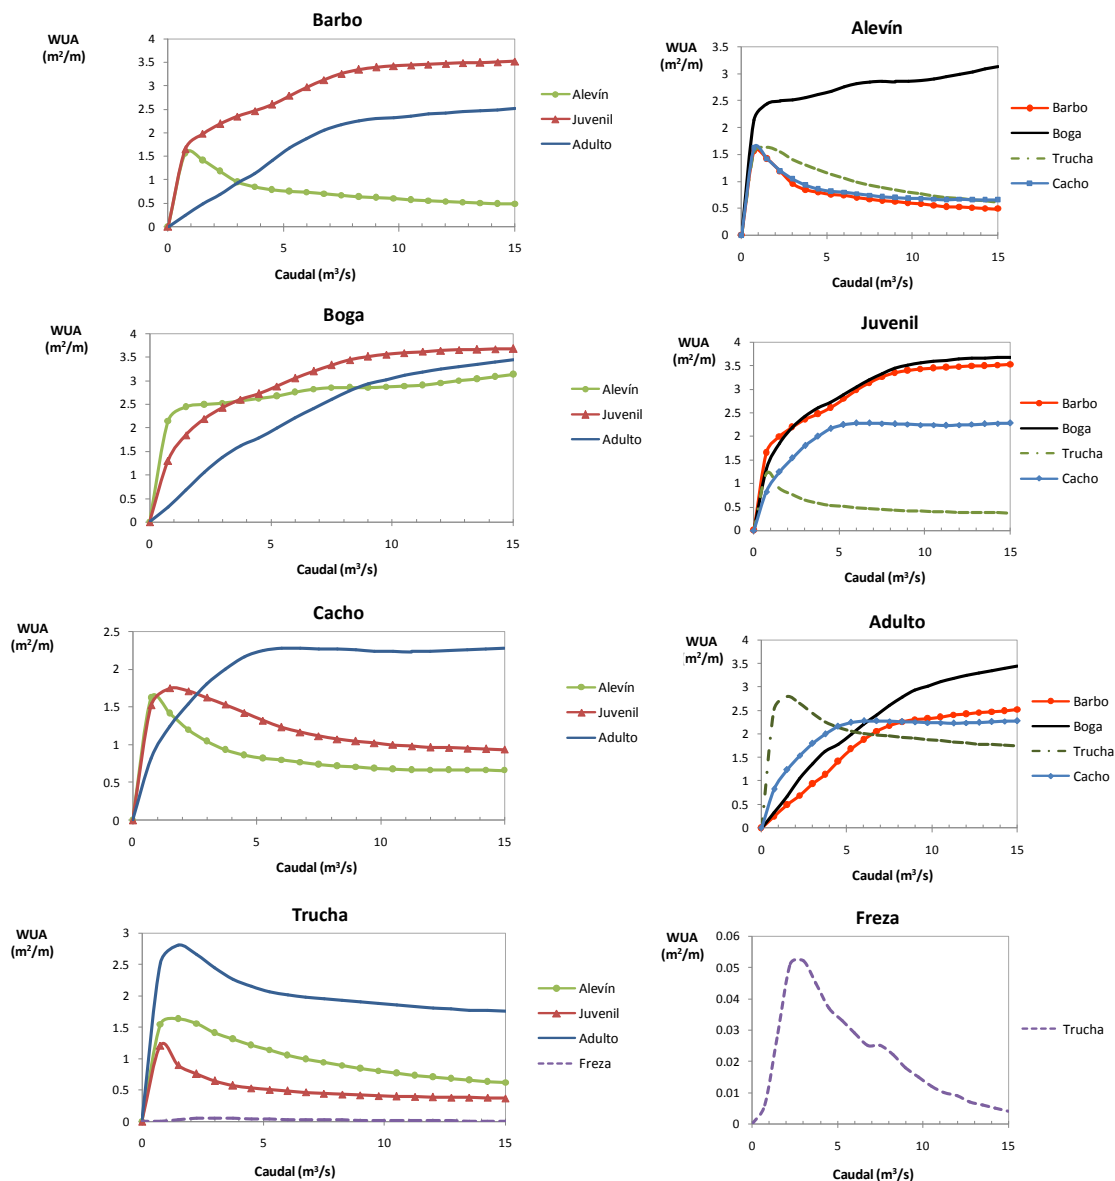 Barbo
WUA
(m²/m)
4
3.5
3
2.5
2
1.5
1
0.5
0
0 5 10 15
Caudal (m³/s)
Alevín
Juvenil
Adulto
Alevín
WUA
(m²/m)
3.5
3
2.5
2
1.5
1
0.5
0
0 5 10 15
Caudal (m³/s)
Barbo
Boga
Trucha
Cacho
Boga
WUA
(m²/m)
4
3.5
3
2.5
2
1.5
1
0.5
0
0 5 10 15
Caudal (m³/s)
Alevín
Juvenil
Adulto
Juvenil
WUA
(m²/m)
4
3.5
3
2.5
2
1.5
1
0.5
0
0 5 10 15
Caudal (m³/s)
Barbo
Boga
Trucha
Cacho
Cacho
WUA
(m²/m)
2.5
2
1.5
1
0.5
0
0 5 10 15
Caudal (m³/s)
Alevín
Juvenil
Adulto
Adulto
WUA
(m²/m)
4
3.5
3
2.5
2
1.5
1
0.5
0
0 5 10 15
Caudal (m³/s)
Barbo
Boga
Trucha
Cacho
Trucha
WUA
(m²/m)
3
2.5
2
1.5
1
0.5
0
0 5 10 15
Caudal (m³/s)
Alevín
Juvenil
Adulto
Freza
Freza
WUA
(m²/m)
0.06
0.05
0.04
0.03
0.02
0.01
0
0 5 10 15
Caudal (m³/s)
Trucha